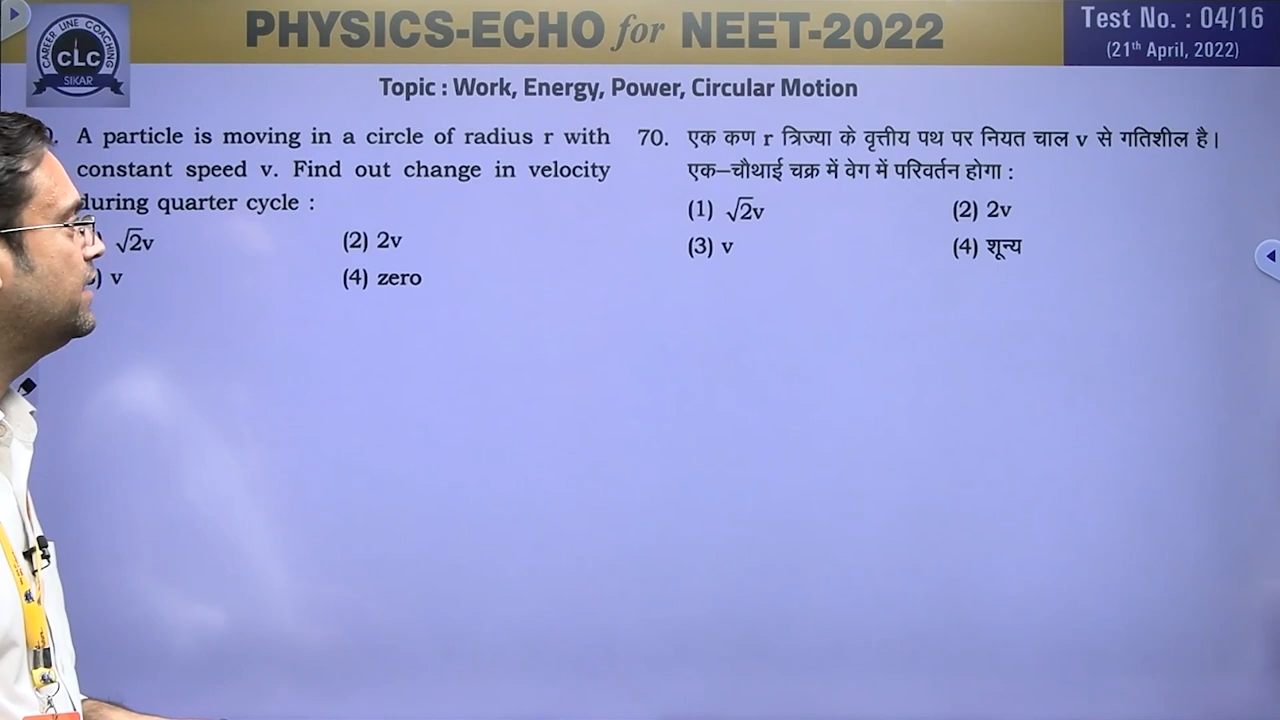 PHYSICS-ECHO for NEET-2022
Test No. : 04/16
(21th April, 2022)
CAREER LINE COACHING
CLC
SIKAR
Topic : Work, Energy, Power, Circular Motion
. A particle is moving in a circle of radius r with
constant speed v. Find out change in velocity
during quarter cycle :
√2v (2) 2v
) v (4) zero
70. एक कण r त्रिज्या के वृत्तीय पथ पर नियत चाल v से गतिशील है।
एक–चौथाई चक्र में वेग में परिवर्तन होगा :
(1) √2v (2) 2v
(3) v (4) शून्य